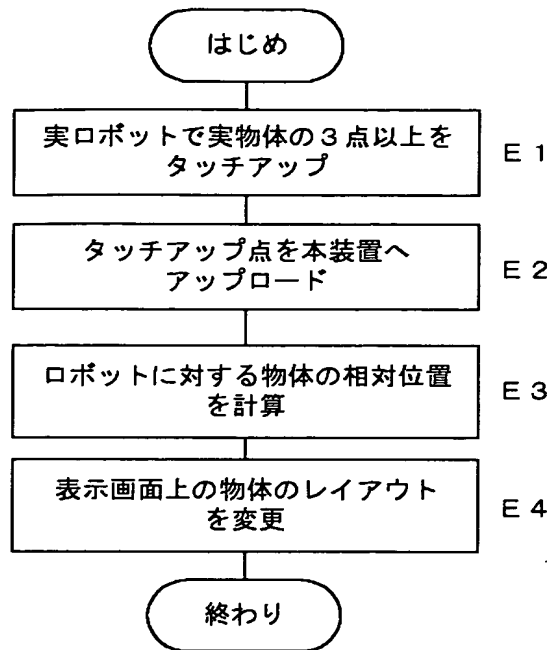 はじめ
実ロボットで実物体の3点以上を
タッチアップ
E1
タッチアップ点を本装置へ
アップロード
E2
ロボットに対する物体の相対位置
を計算
E3
表示画面上の物体のレイアウト
を変更
E4
終わり